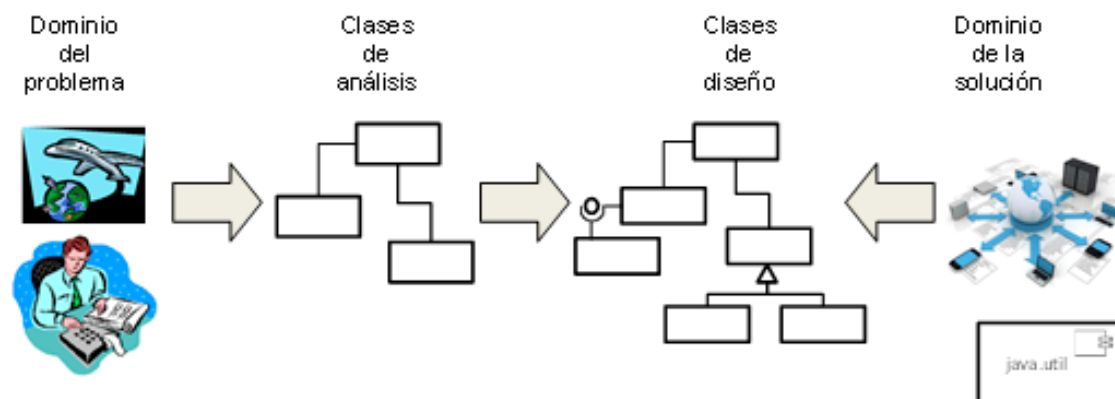 Dominio
del
problema
Clases
de
análisis
Clases
de
diseño
Dominio
de la
solución
java.util